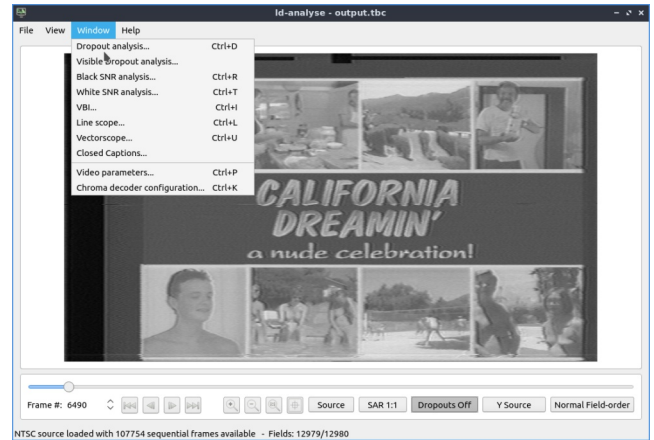 ld-analyse - output.tbc
File View Window Help
Dropout analysis... Ctrl+D
Visible Dropout analysis...
Black SNR analysis... Ctrl+R
White SNR analysis... Ctrl+T
VBI... Ctrl+I
Line scope... Ctrl+L
Vectorscope... Ctrl+U
Closed Captions...
Video parameters... Ctrl+P
Chroma decoder configuration... Ctrl+K
CALIFORNIA
DREAMIN'
a nude celebration!
Frame #: 6490 Source SAR 1:1 Dropouts Off Y Source Normal Field-order
NTSC source loaded with 107754 sequential frames available - Fields: 12979/12980